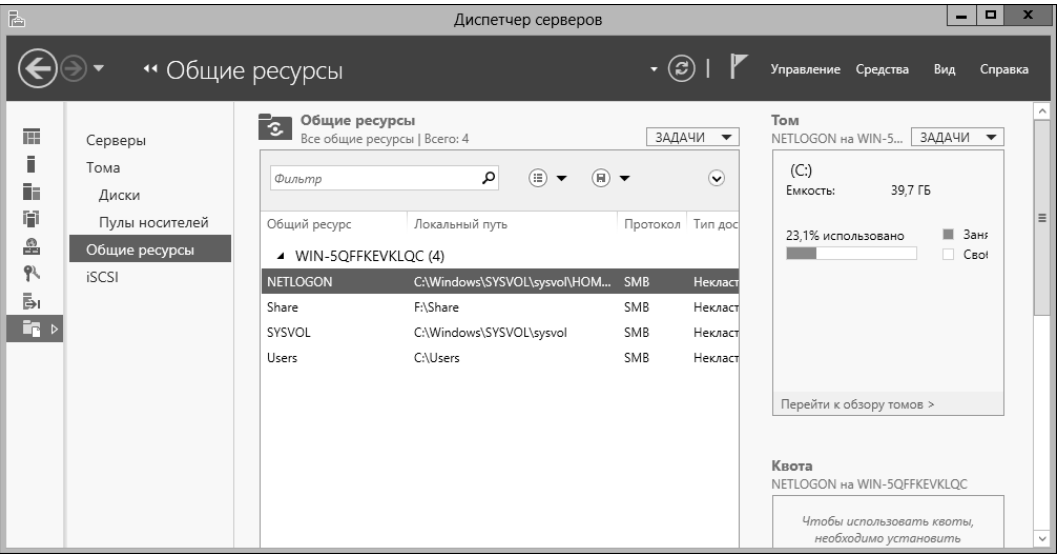 Диспетчер серверов
Общие ресурсы
Управление Средства Вид Справка
Серверы
Тома
Диски
Пулы носителей
Общие ресурсы
iSCSI
Общие ресурсы
Все общие ресурсы | Всего: 4
ЗАДАЧИ
Фильтр
Общий ресурс Локальный путь Протокол Тип дос
WIN-5QFFKEVKLQC (4)
NETLOGON C:\Windows\SYSVOL\sysvol\HOM... SMB Некласт
Share F:\Share SMB Некласт
SYSVOL C:\Windows\SYSVOL\sysvol SMB Некласт
Users C:\Users SMB Некласт
Том
NETLOGON на WIN-5... ЗАДАЧИ
(C:)
Емкость: 39,7 ГБ
23,1% использовано
Заня
Своб
Перейти к обзору томов >
Квота
NETLOGON на WIN-5QFFKEVKLQC
Чтобы использовать квоты,
необходимо установить